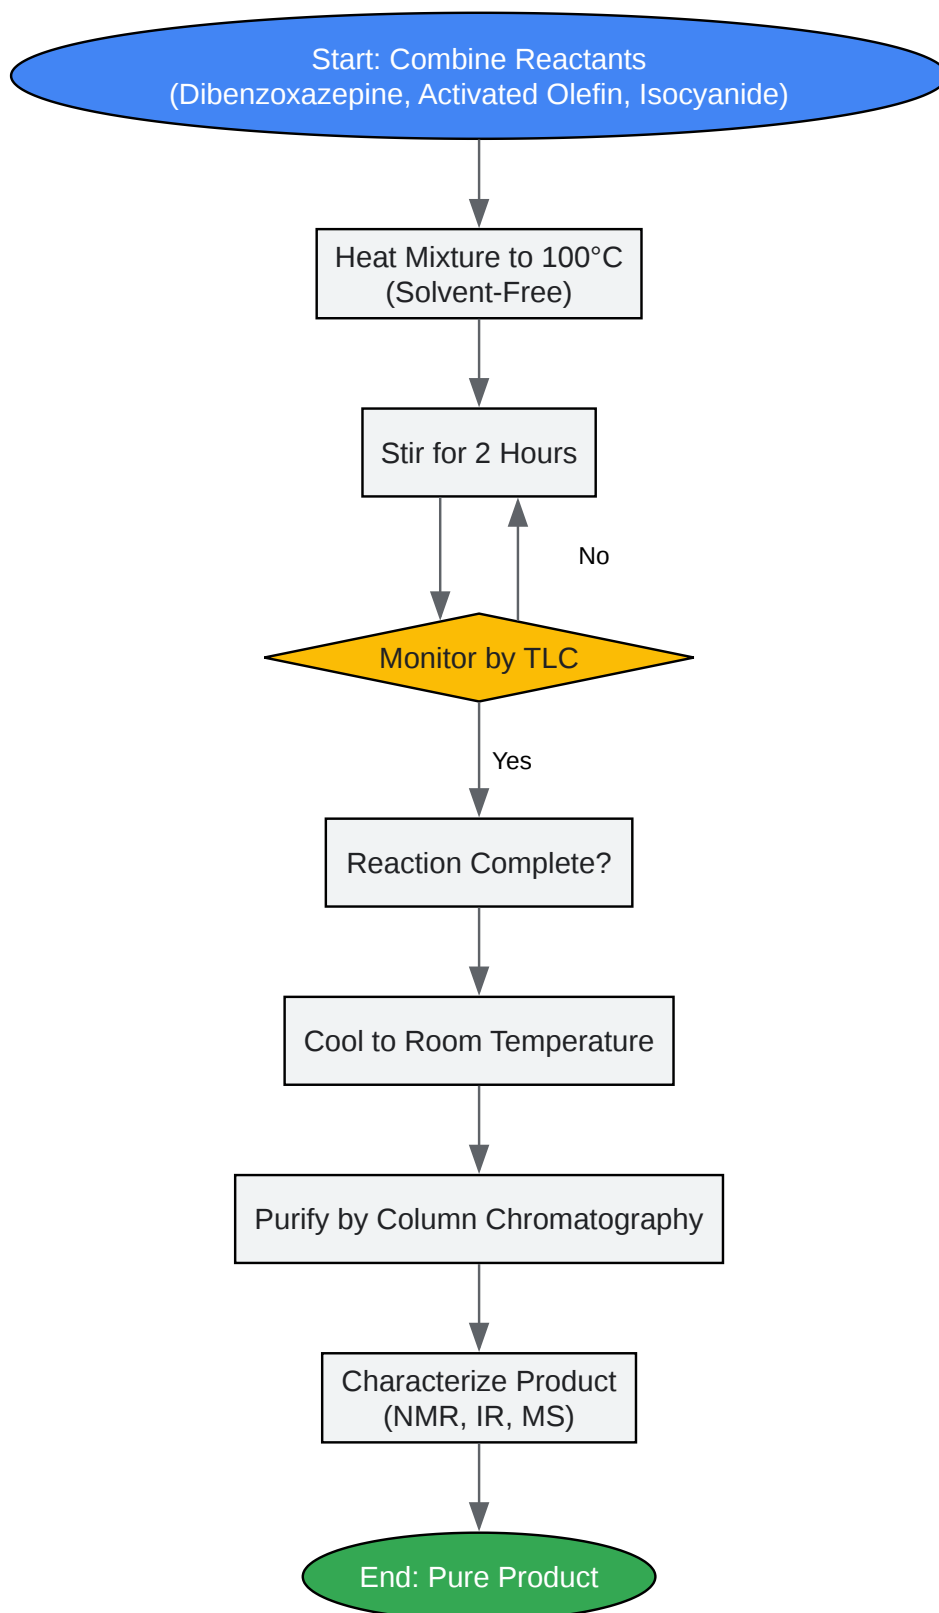 Start: Combine Reactants
(Dibenzoxazepine, Activated Olefin, Isocyanide)
Heat Mixture to 100°C
(Solvent-Free)
Stir for 2 Hours
No
Monitor by TLC
Yes
Reaction Complete?
Cool to Room Temperature
Purify by Column Chromatography
Characterize Product
(NMR, IR, MS)
End: Pure Product